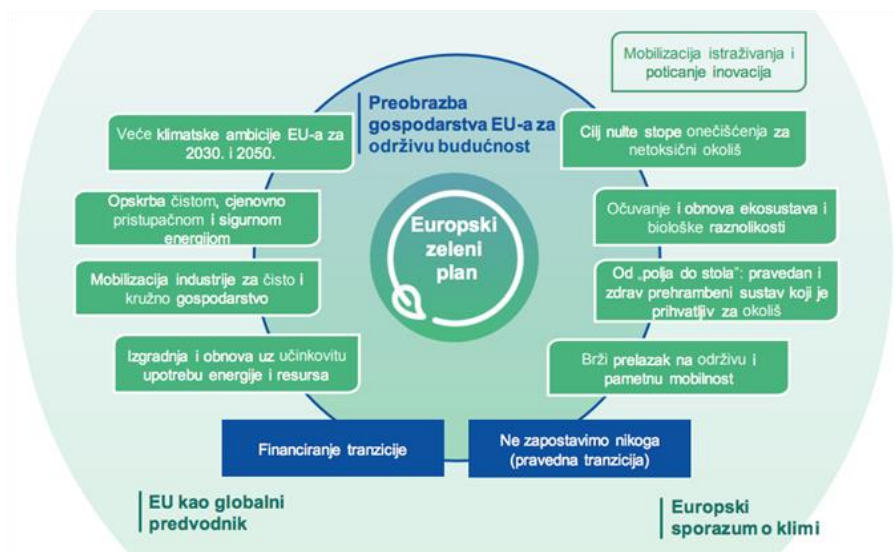 Mobilizacija istraživanja i
poticanje inovacija
Preobrazba
gospodarstva EU-a za
održivu budućnost
Veće klimatske ambicije EU-a za
2030. i 2050.
Cilj nulte stope onečišćenja za
netoksični okoliš
Opskrba čistom, cjenovno
pristupačnom i sigurnom
energijom
Očuvanje i obnova ekosustava i
biološke raznolikosti
Europski
zeleni
plan
Mobilizacija industrije za čisto i
kružno gospodarstvo
Od „polja do stola”: pravedan i
zdrav prehrambeni sustav koji je
prihvatljiv za okoliš
Izgradnja i obnova uz učinkovitu
upotrebu energije i resursa
Brži prelazak na održivu i
pametnu mobilnost
Financiranje tranzicije
Ne zapostavimo nikoga
(pravedna tranzicija)
EU kao globalni
predvodnik
Europski
sporazum o klimi